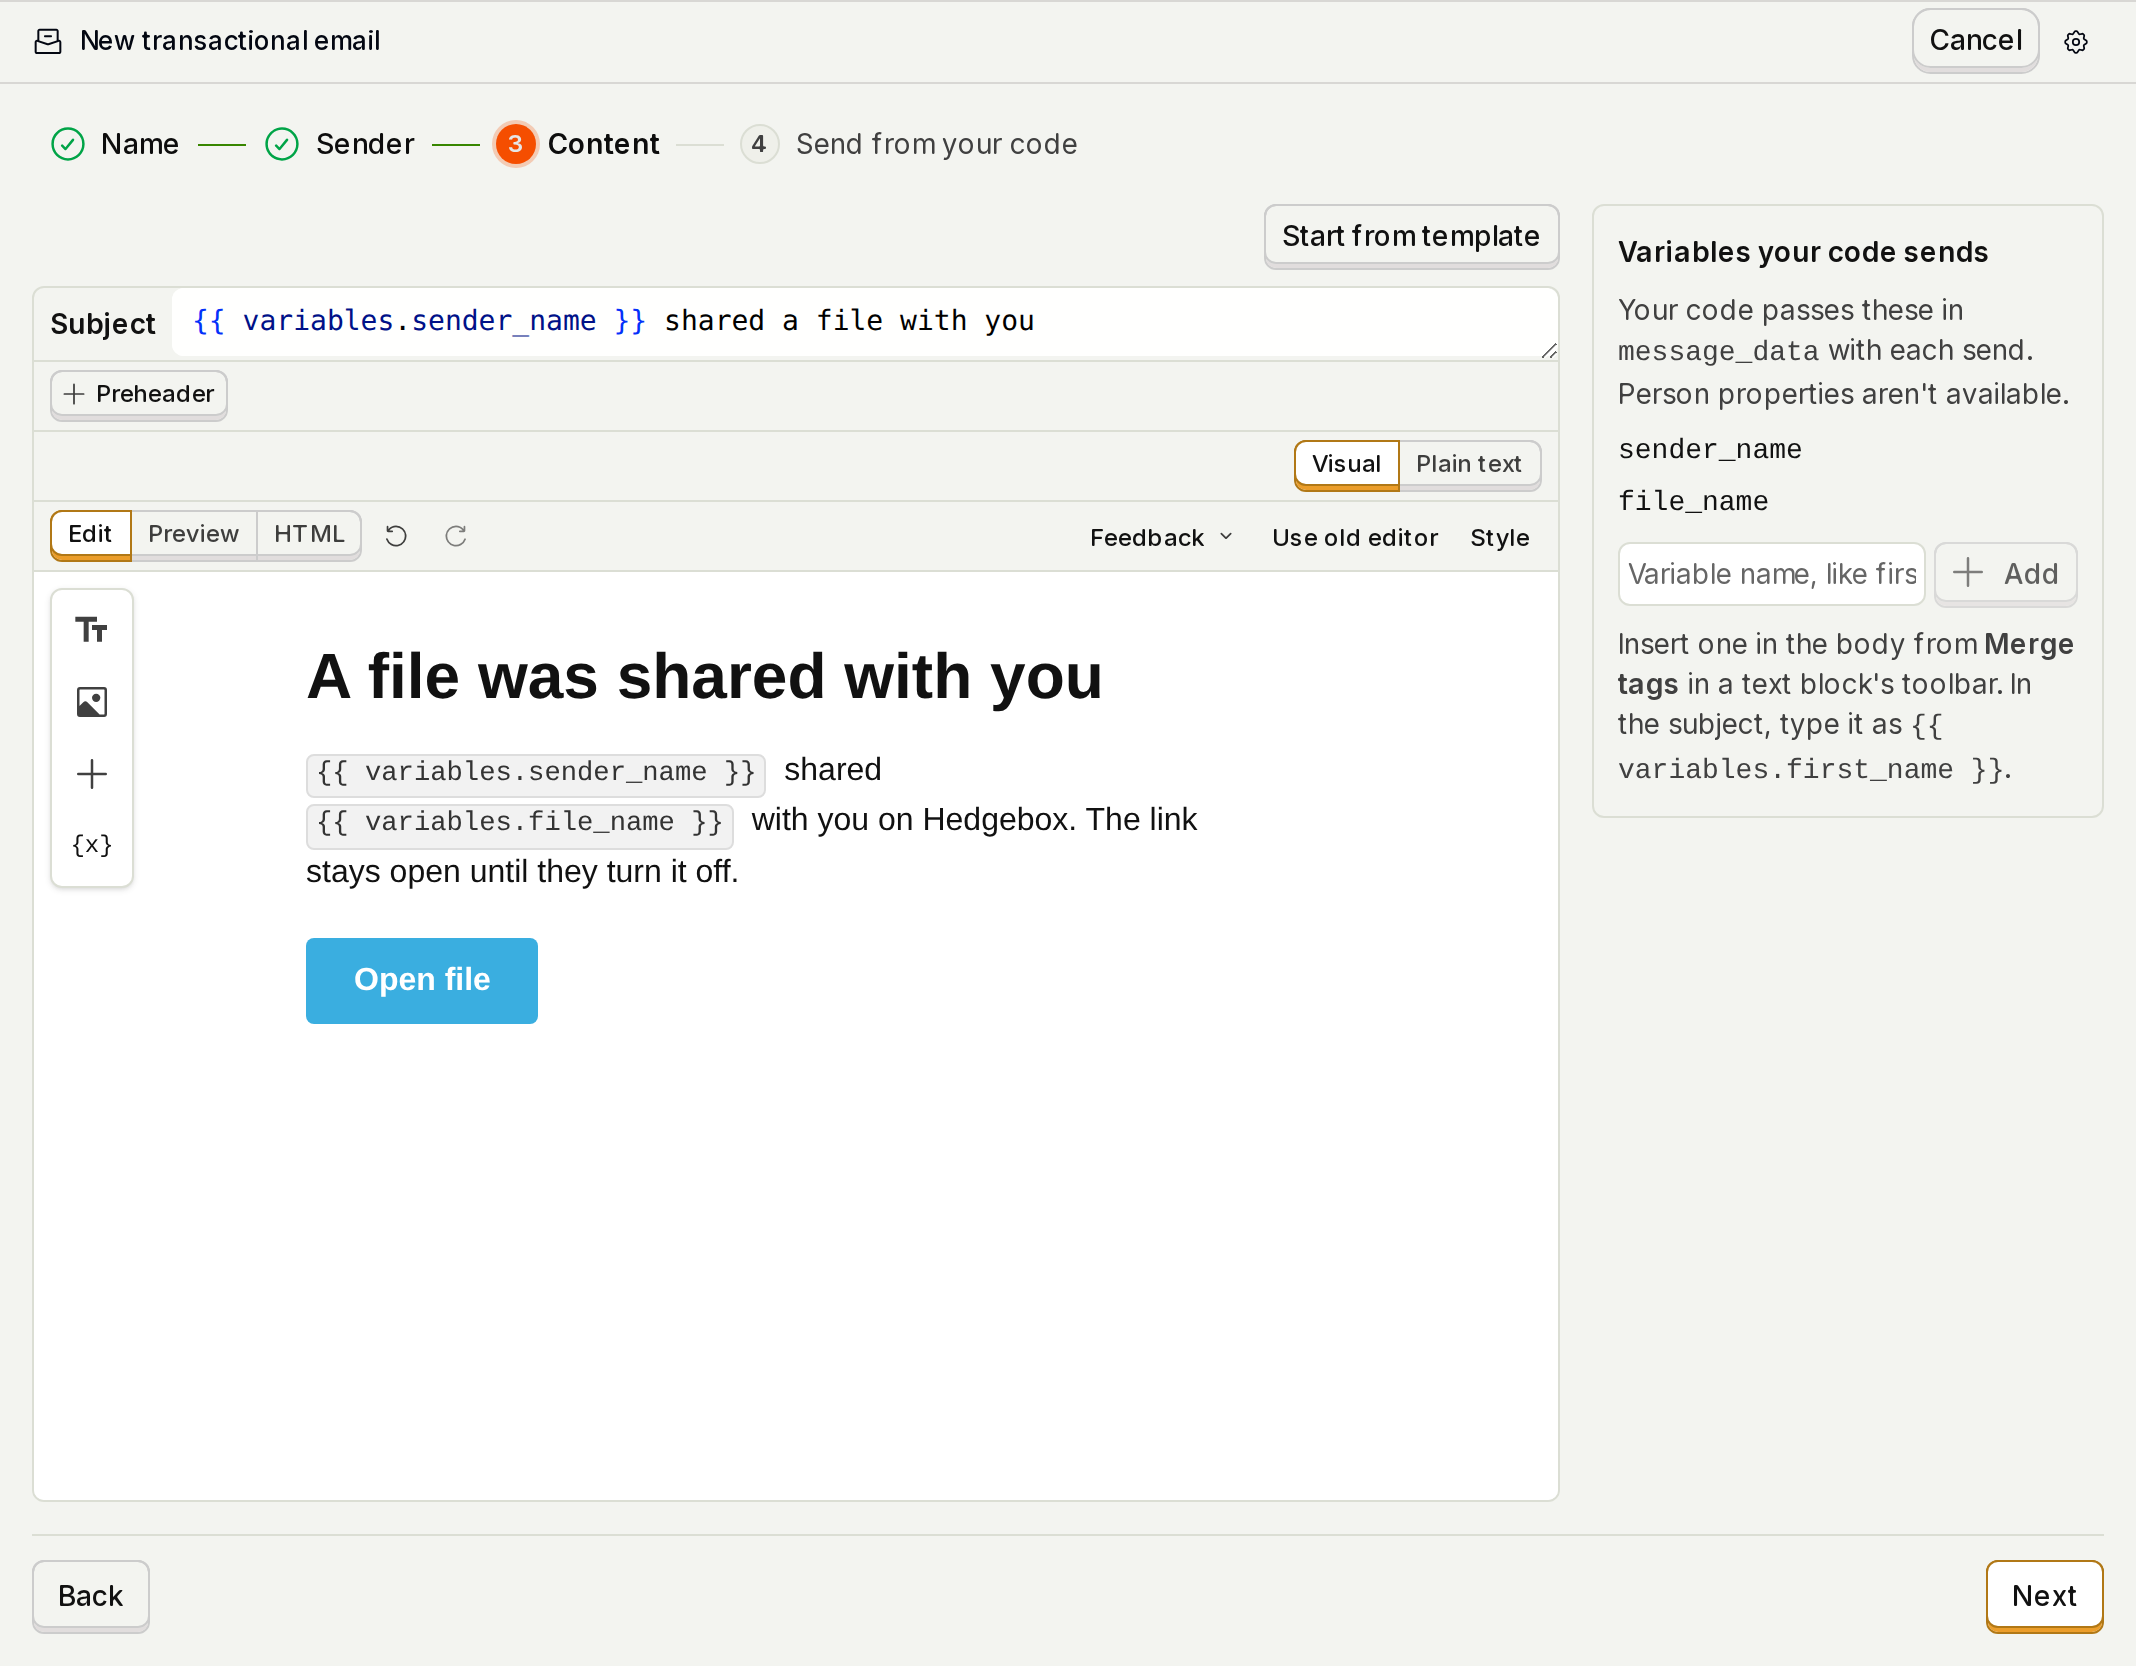 New transactional email
Cancel
Name
Sender
3 Content
4 Send from your code
Start from template
Subject
{{ variables.sender_name }} shared a file with you
Preheader
Visual
Plain text
Edit
Preview
HTML
Feedback
Use old editor
Style
{x}
A file was shared with you
{{ variables.sender_name }} shared
{{ variables.file_name }} with you on Hedgebox. The link
stays open until they turn it off.
Open file
Variables your code sends
Your code passes these in
message_data with each send.
Person properties aren't available.
sender_name
file_name
Variable name, like firs
Add
Insert one in the body from Merge
tags in a text block's toolbar. In
the subject, type it as {{
variables.first_name }}.
Back
Next